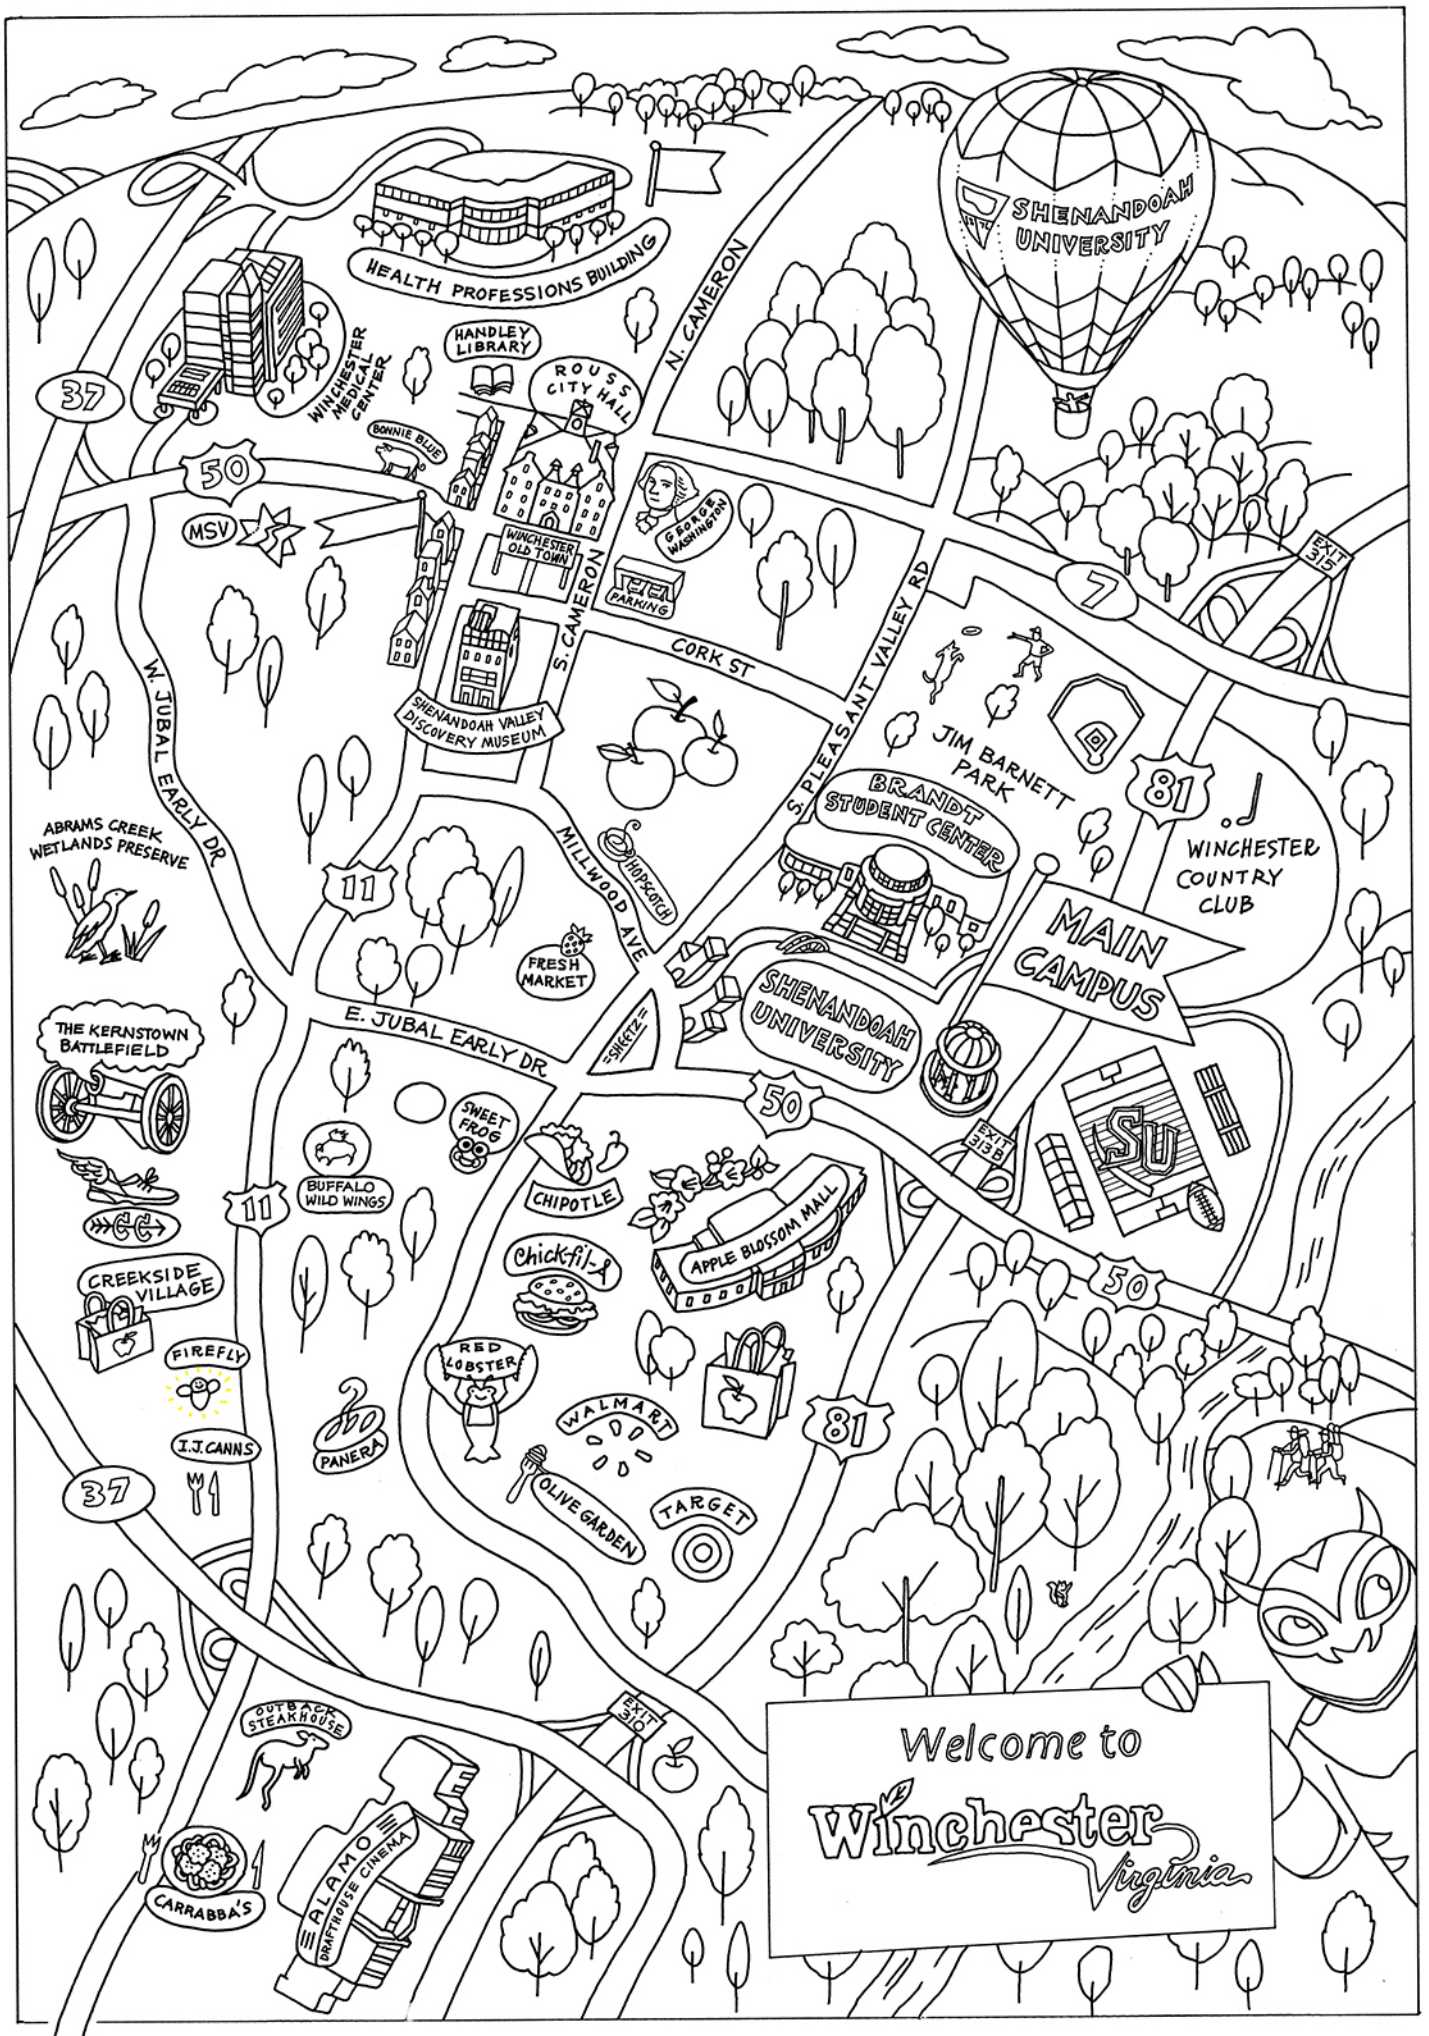 SHENANDOAH
UNIVERSITY
HEALTH PROFESSIONS BUILDING
N. CAMERON
HANDLEY
LIBRARY
WINCHESTER
MEDICAL
CENTER
ROUSS
CITY HALL
37
BONNIE BLUE
50
MSV
GEORGE
WASHINGTON
WINCHESTER
OLD TOWN
PARKING
S. CAMERON
EXIT
315
7
CORK ST
S. PLEASANT VALLEY RD
W. JUBAL EARLY DR
SHENANDOAH VALLEY
DISCOVERY MUSEUM
JIM BARNETT
PARK
81
BRANDT
STUDENT CENTER
ABRAMS CREEK
WETLANDS PRESERVE
MILLWOOD AVE
HOPSCOTCH
11
WINCHESTER
COUNTRY
CLUB
MAIN
CAMPUS
FRESH
MARKET
SHENANDOAH
UNIVERSITY
THE KERNSTOWN
BATTLEFIELD
E. JUBAL EARLY DR
=SHEETZ=
50
SU
EXIT
313B
SWEET
FROG
CHIPOTLE
BUFFALO
WILD WINGS
11
CC
APPLE BLOSSOM MALL
Chick-fil-A
50
CREEKSIDE
VILLAGE
FIREFLY
RED
LOBSTER
WALMART
81
I.J.CANNS
PANERA
37
OLIVE GARDEN
TARGET
EXIT
310
OUTBACK
STEAKHOUSE
ALAMO
DRAFTHOUSE CINEMA
CARRABBA'S
Welcome to
Winchester
Virginia